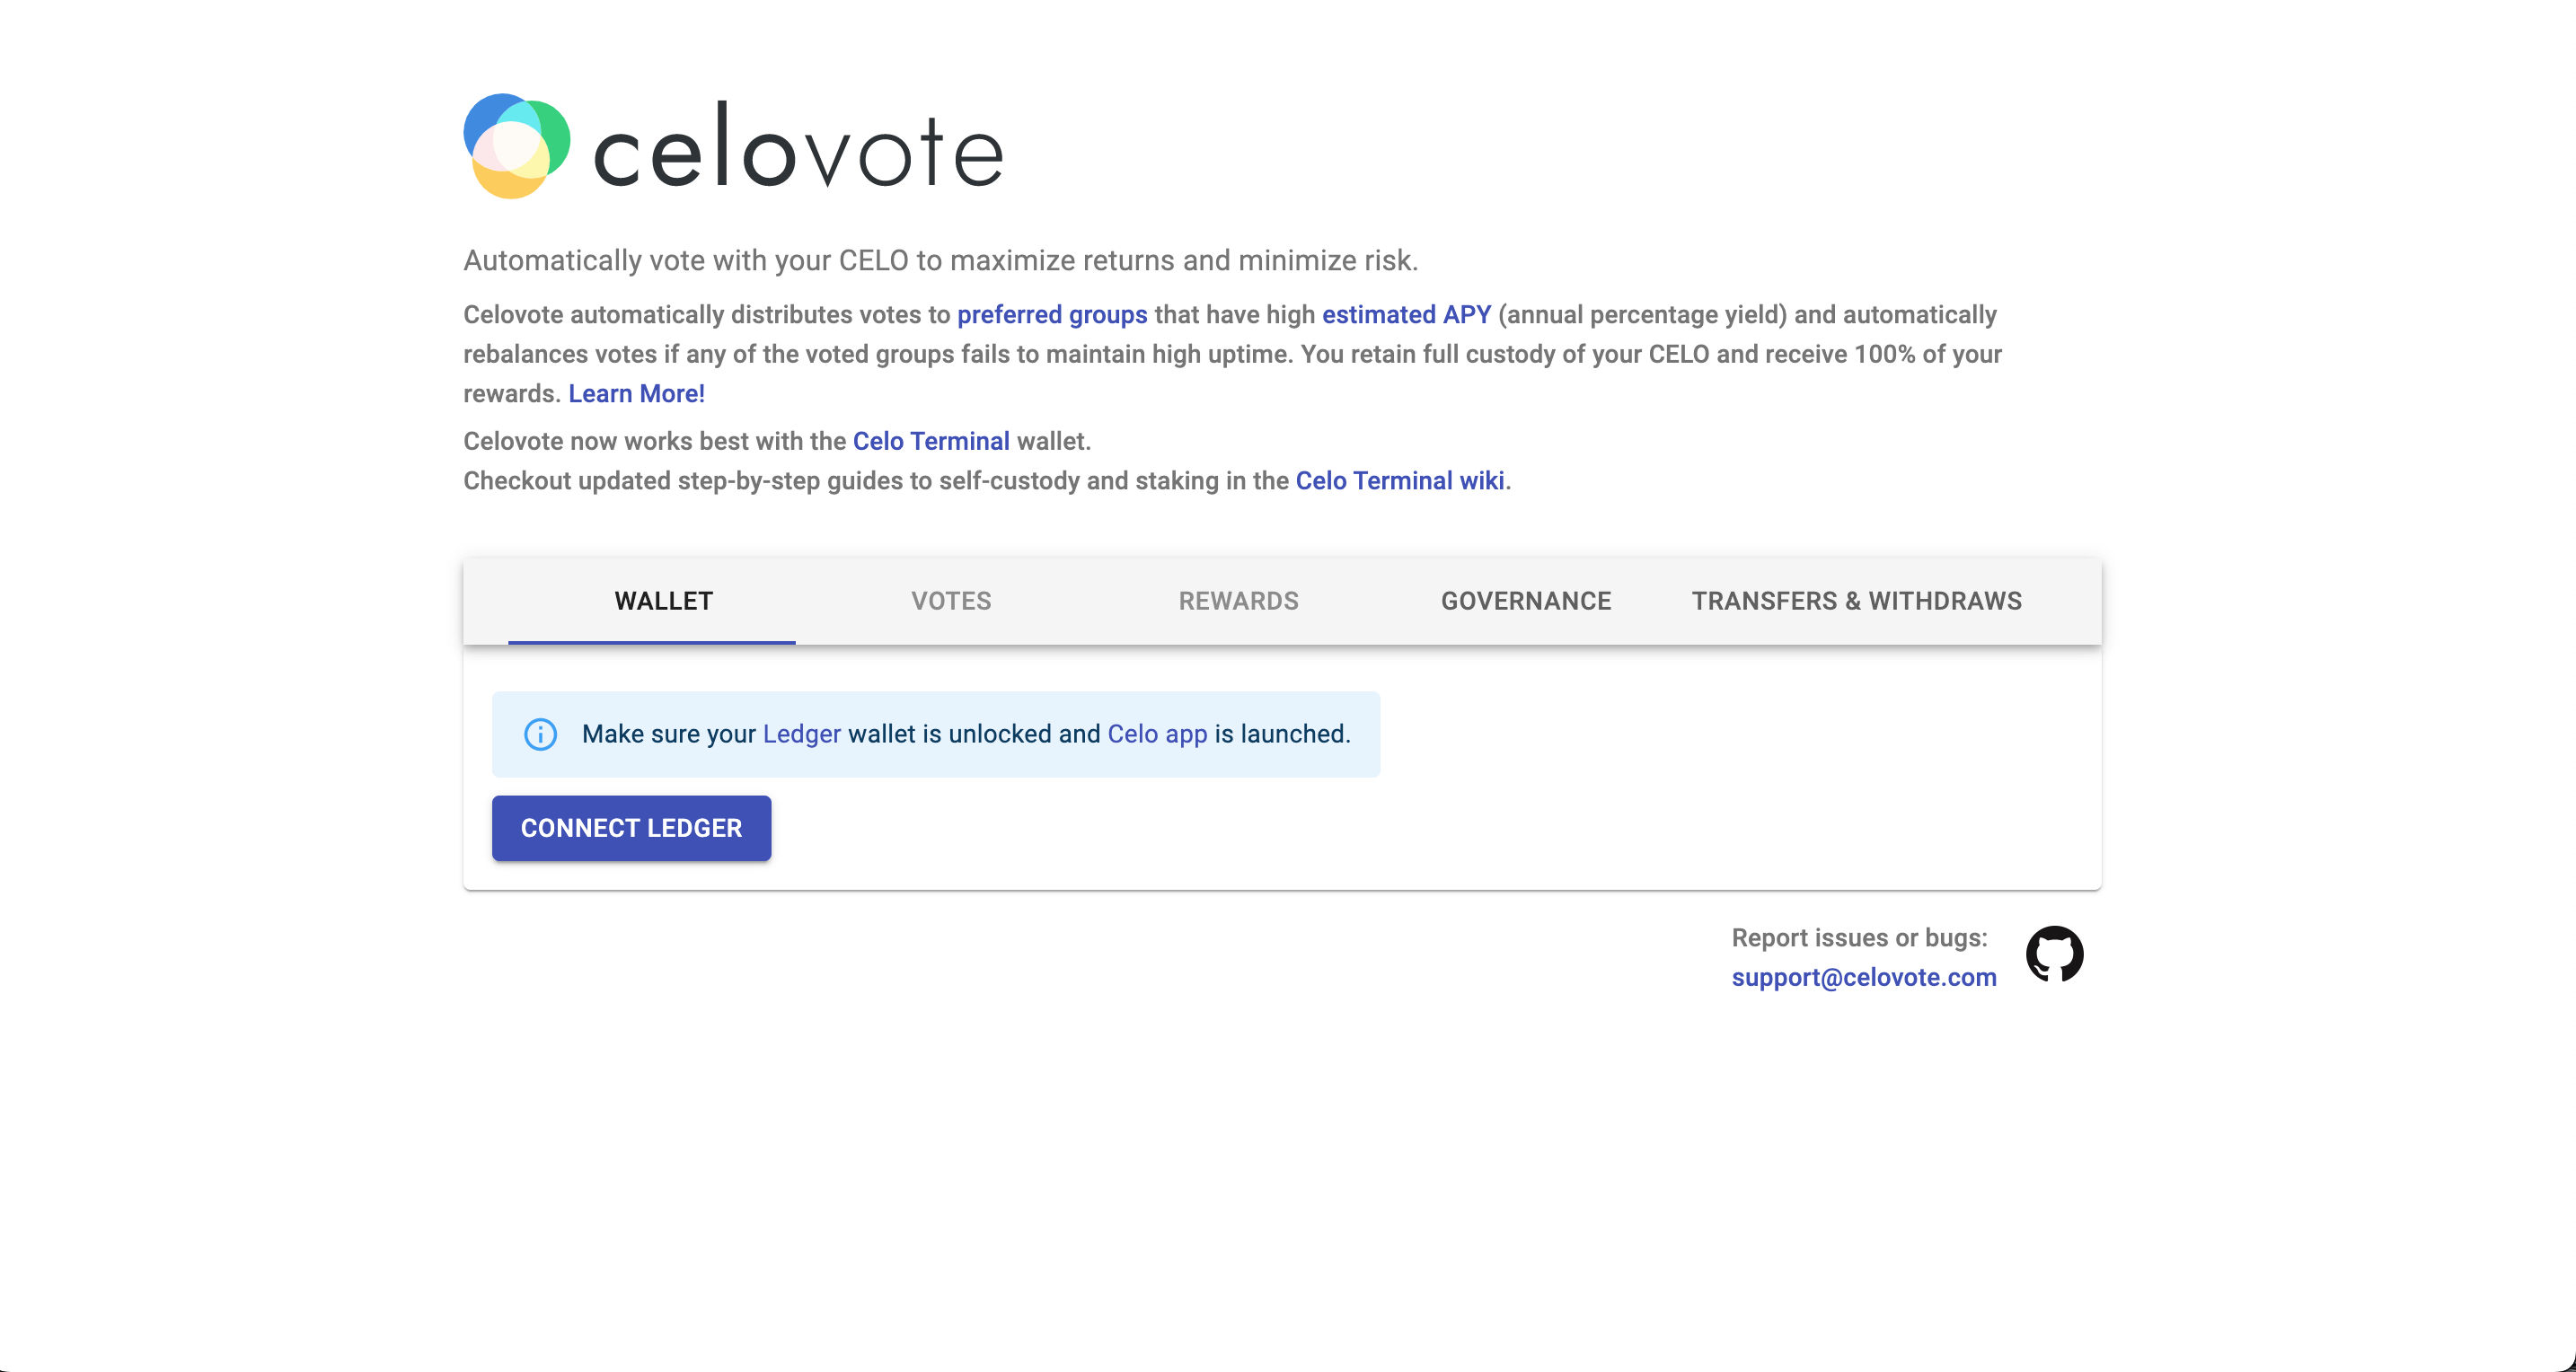 celovote
Automatically vote with your CELO to maximize returns and minimize risk.
Celovote automatically distributes votes to preferred groups that have high estimated APY (annual percentage yield) and automatically
rebalances votes if any of the voted groups fails to maintain high uptime. You retain full custody of your CELO and receive 100% of your
rewards. Learn More!
Celovote now works best with the Celo Terminal wallet.
Checkout updated step-by-step guides to self-custody and staking in the Celo Terminal wiki.
WALLET VOTES REWARDS GOVERNANCE TRANSFERS & WITHDRAWS
Make sure your Ledger wallet is unlocked and Celo app is launched.
CONNECT LEDGER
Report issues or bugs:
support@celovote.com